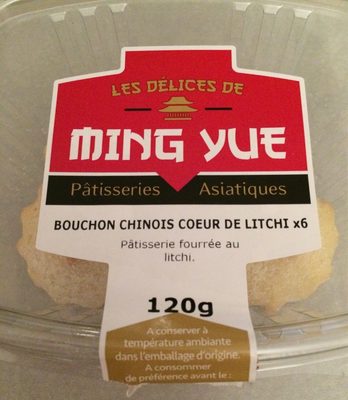 LES DÉLICES DE
MING YUE
Pâtisseries Asiatiques
BOUCHON CHINOIS COEUR DE LITCHI x6
Pâtisserie fourrée au
litchi.
120g
A conserver à
température ambiante
dans l'emballage d'origine.
A consommer
de préférence avant le :